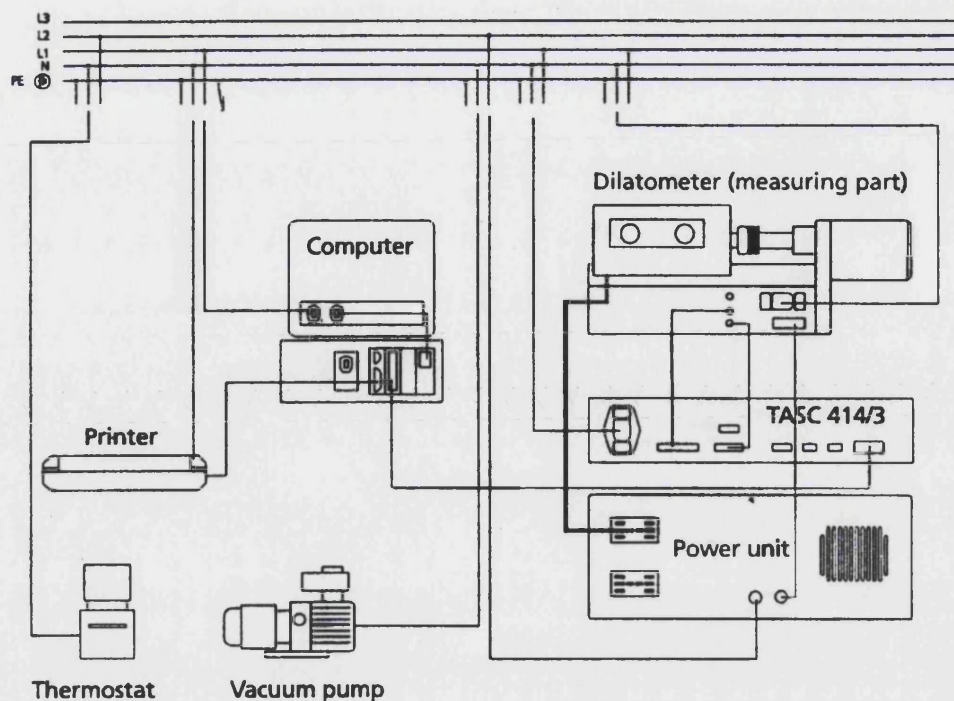 L3
L2
L1
N
PE
Dilatometer (measuring part)
Computer
TASC 414/3
Printer
Power unit
Thermostat
Vacuum pump